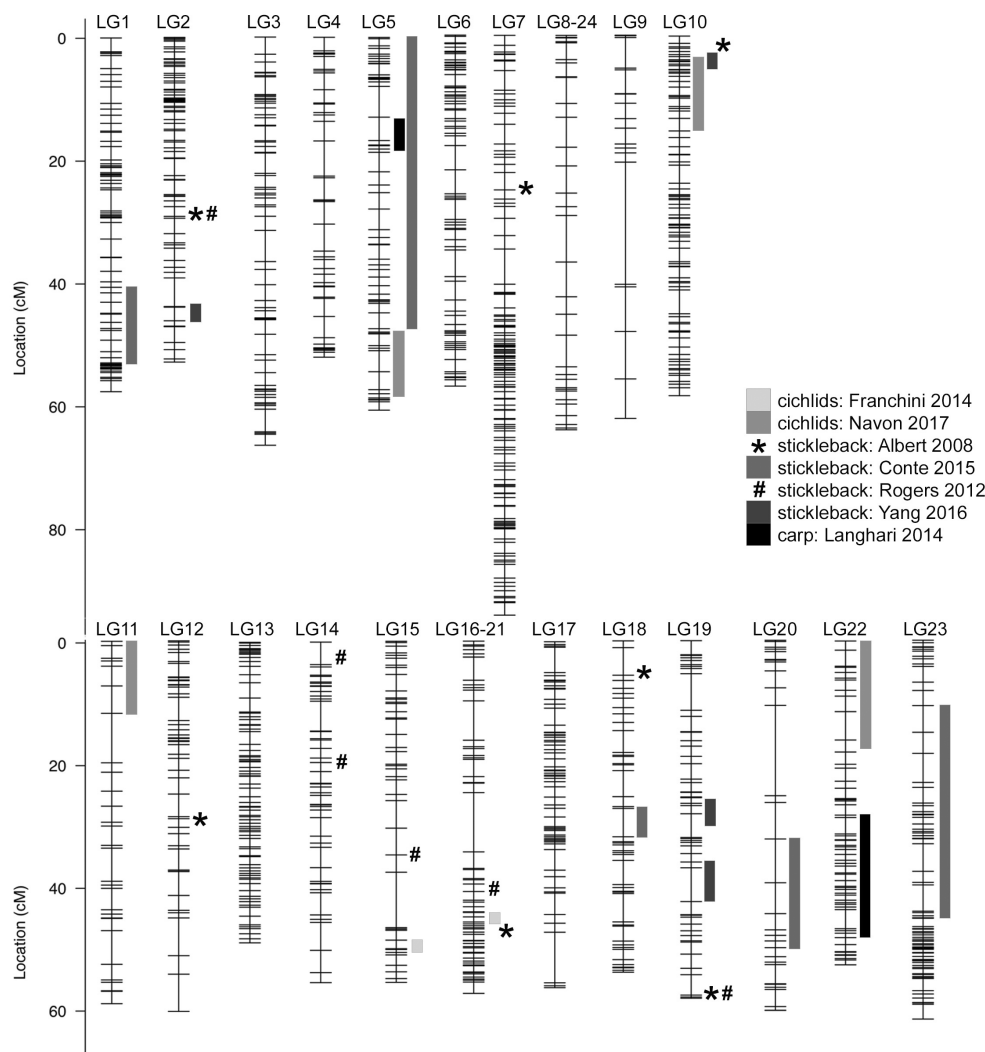 LG1 LG2 LG3 LG4 LG5 LG6 LG7 LG8-24 LG9 LG10
0
*
20
*
*#
Location (cM)
40
60
cichlids: Franchini 2014
cichlids: Navon 2017
* stickleback: Albert 2008
stickleback: Conte 2015
# stickleback: Rogers 2012
stickleback: Yang 2016
carp: Langhari 2014
80
LG11 LG12 LG13 LG14 LG15 LG16-21 LG17 LG18 LG19 LG20 LG22 LG23
0
#
*
20
#
*
#
Location (cM)
40
#
*
*#
60